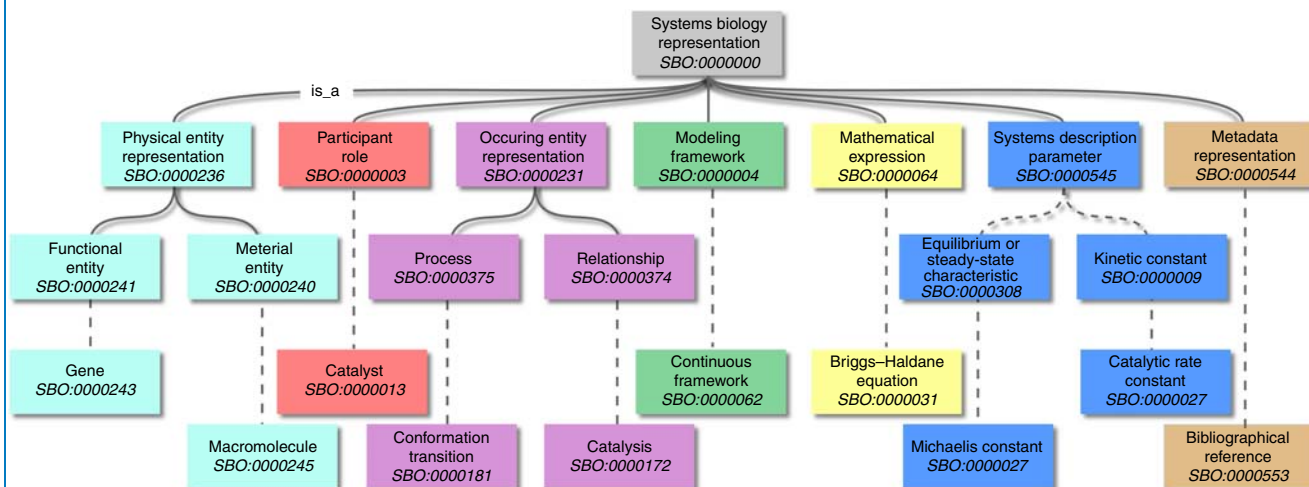 Systems biology
representation
SBO:0000000
is_a
Physical entity
representation
SBO:0000236
Participant
role
SBO:0000003
Occuring entity
representation
SBO:0000231
Modeling
framework
SBO:0000004
Mathematical
expression
SBO:0000064
Systems description
parameter
SBO:0000545
Metadata
representation
SBO:0000544
Functional
entity
SBO:0000241
Meterial
entity
SBO:0000240
Process
SBO:0000375
Relationship
SBO:0000374
Equilibrium or
steady-state
characteristic
SBO:0000308
Kinetic constant
SBO:0000009
Gene
SBO:0000243
Catalyst
SBO:0000013
Continuous
framework
SBO:0000062
Briggs–Haldane
equation
SBO:0000031
Catalytic rate
constant
SBO:0000027
Macromolecule
SBO:0000245
Conformation
transition
SBO:0000181
Catalysis
SBO:0000172
Michaelis constant
SBO:0000027
Bibliographical
reference
SBO:0000553